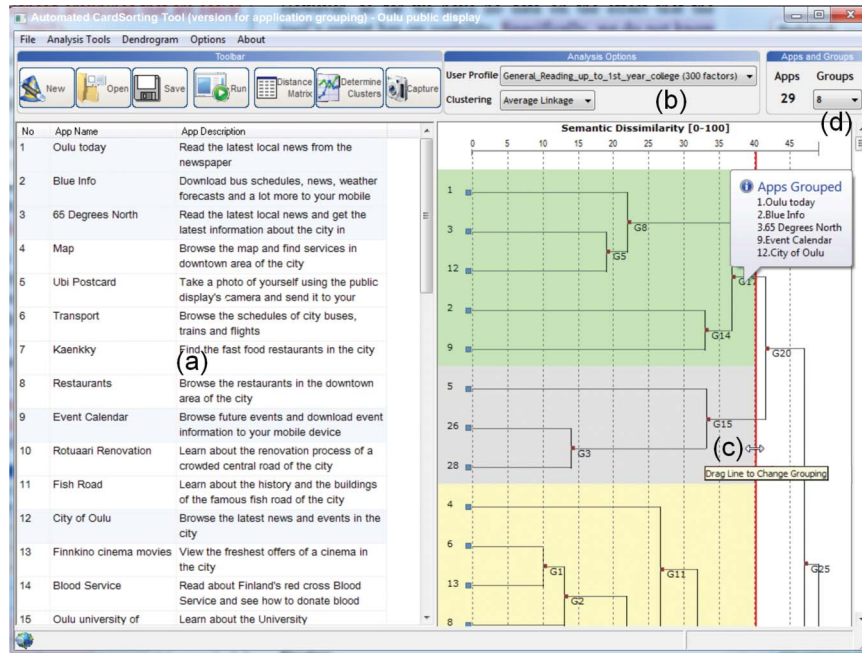 Automated CardSorting Tool (version for application grouping) - Oulu public display
File Analysis Tools Dendrogram Options About
Toolbar
New
Open
Save
Run
Distance Matrix
Determine Clusters
Capture
Analysis Options
User Profile General_Reading_up_to_1st_year_college (300 factors)
Clustering Average Linkage
(b)
Apps and Groups
Apps Groups
29 8
(d)
No App Name App Description
1 Oulu today Read the latest local news from the
newspaper
2 Blue Info Download bus schedules, news, weather
forecasts and a lot more to your mobile
3 65 Degrees North Read the latest local news and get the
latest information about the city in
4 Map Browse the map and find services in
downtown area of the city
5 Ubi Postcard Take a photo of yourself using the public
display's camera and send it to your
6 Transport Browse the schedules of city buses,
trains and flights
7 Kaenkky Find the fast food restaurants in the city
(a)
8 Restaurants Browse the restaurants in the downtown
area of the city
9 Event Calendar Browse future events and download event
information to your mobile device
10 Rotuaari Renovation Learn about the renovation process of a
crowded central road of the city
11 Fish Road Learn about the history and the buildings
of the famous fish road of the city
12 City of Oulu Browse the latest news and events in the
city
13 Finnkino cinema movies View the freshest offers of a cinema in
the city
14 Blood Service Read about Finland's red cross Blood
Service and see how to donate blood
15 Oulu university of Learn about the University
Semantic Dissimilarity [0-100]
0 5 10 15 20 25 30 35 40 45
1
G8
3
G5
12
G17
2
G14
9
G20
5
G15
26
G3
28
(c)
Drag Line to Change Grouping
4
6
G1
G11
13
G25
G2
8
Apps Grouped
1.Oulu today
2.Blue Info
3.65 Degrees North
9.Event Calendar
12.City of Oulu